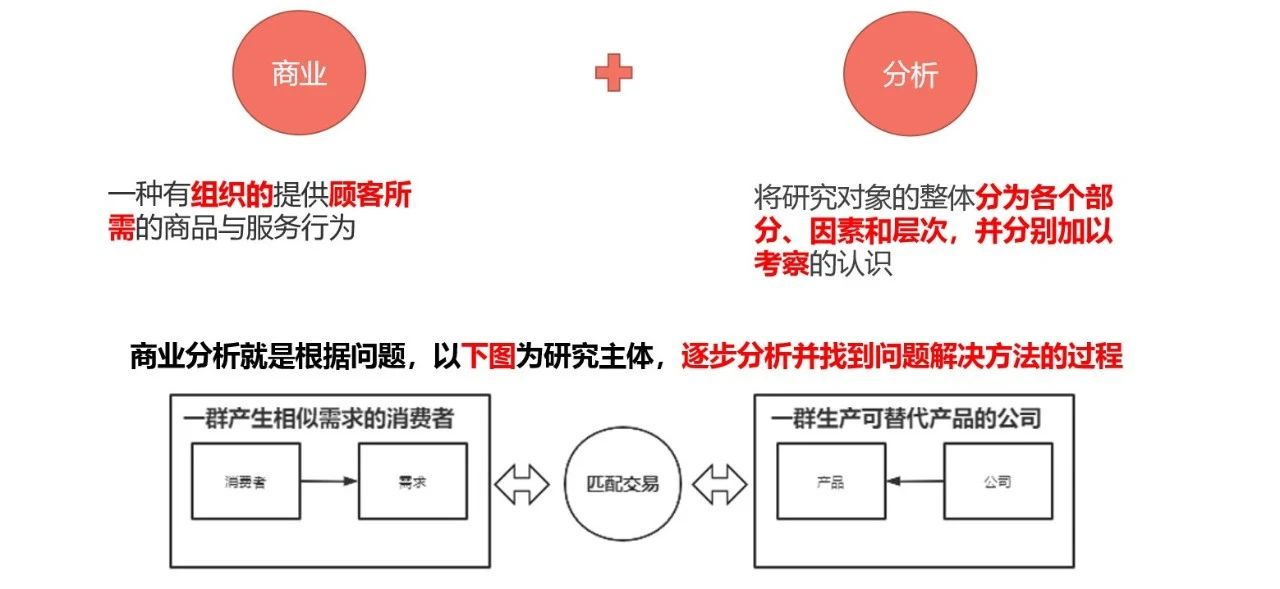 商业
分析
一种有组织的提供顾客所
需的商品与服务行为
将研究对象的整体分为各个部
分、因素和层次，并分别加以
考察的认识
商业分析就是根据问题，以下图为研究主体，逐步分析并找到问题解决方法的过程
一群产生相似需求的消费者
消费者
需求
匹配交易
一群生产可替代产品的公司
产品
公司